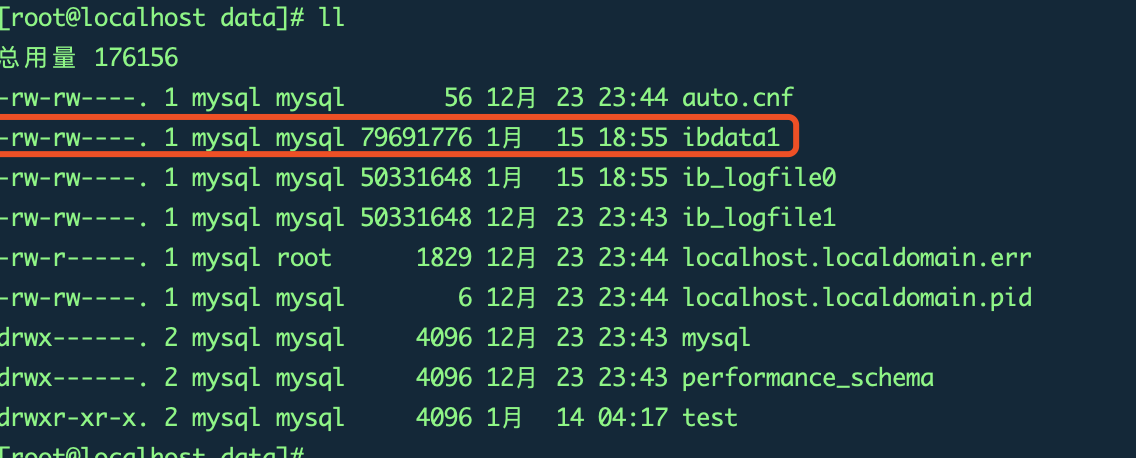 [root@localhost data]# ll
总用量 176156
-rw-rw----. 1 mysql mysql       56 12月  23 23:44 auto.cnf
-rw-rw----. 1 mysql mysql 79691776 1月   15 18:55 ibdata1
-rw-rw----. 1 mysql mysql 50331648 1月   15 18:55 ib_logfile0
-rw-rw----. 1 mysql mysql 50331648 12月  23 23:43 ib_logfile1
-rw-r-----. 1 mysql root      1829 12月  23 23:44 localhost.localdomain.err
-rw-rw----. 1 mysql mysql        6 12月  23 23:44 localhost.localdomain.pid
drwx------. 2 mysql mysql     4096 12月  23 23:43 mysql
drwx------. 2 mysql mysql     4096 12月  23 23:43 performance_schema
drwxr-xr-x. 2 mysql mysql     4096 1月   14 04:17 test
[root@localhost data]#